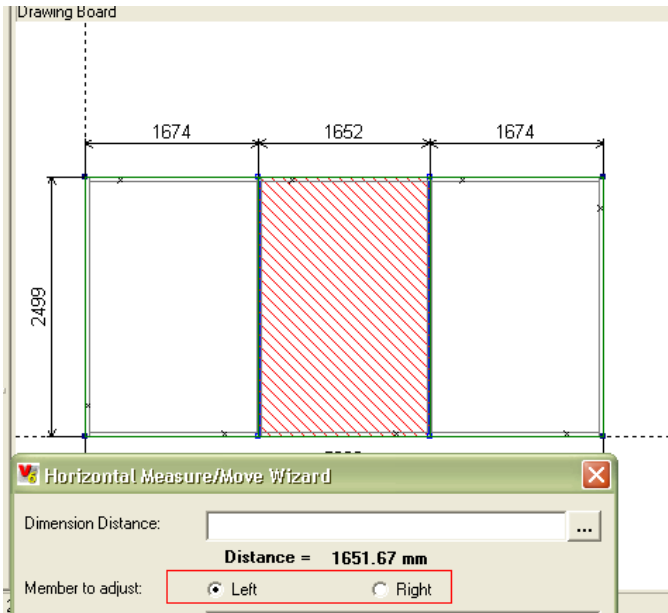 Drawing Board
1674 1652 1674
2499
Horizontal Measure/Move Wizard
Dimension Distance: ...
Distance = 1651.67 mm
Member to adjust: Left Right